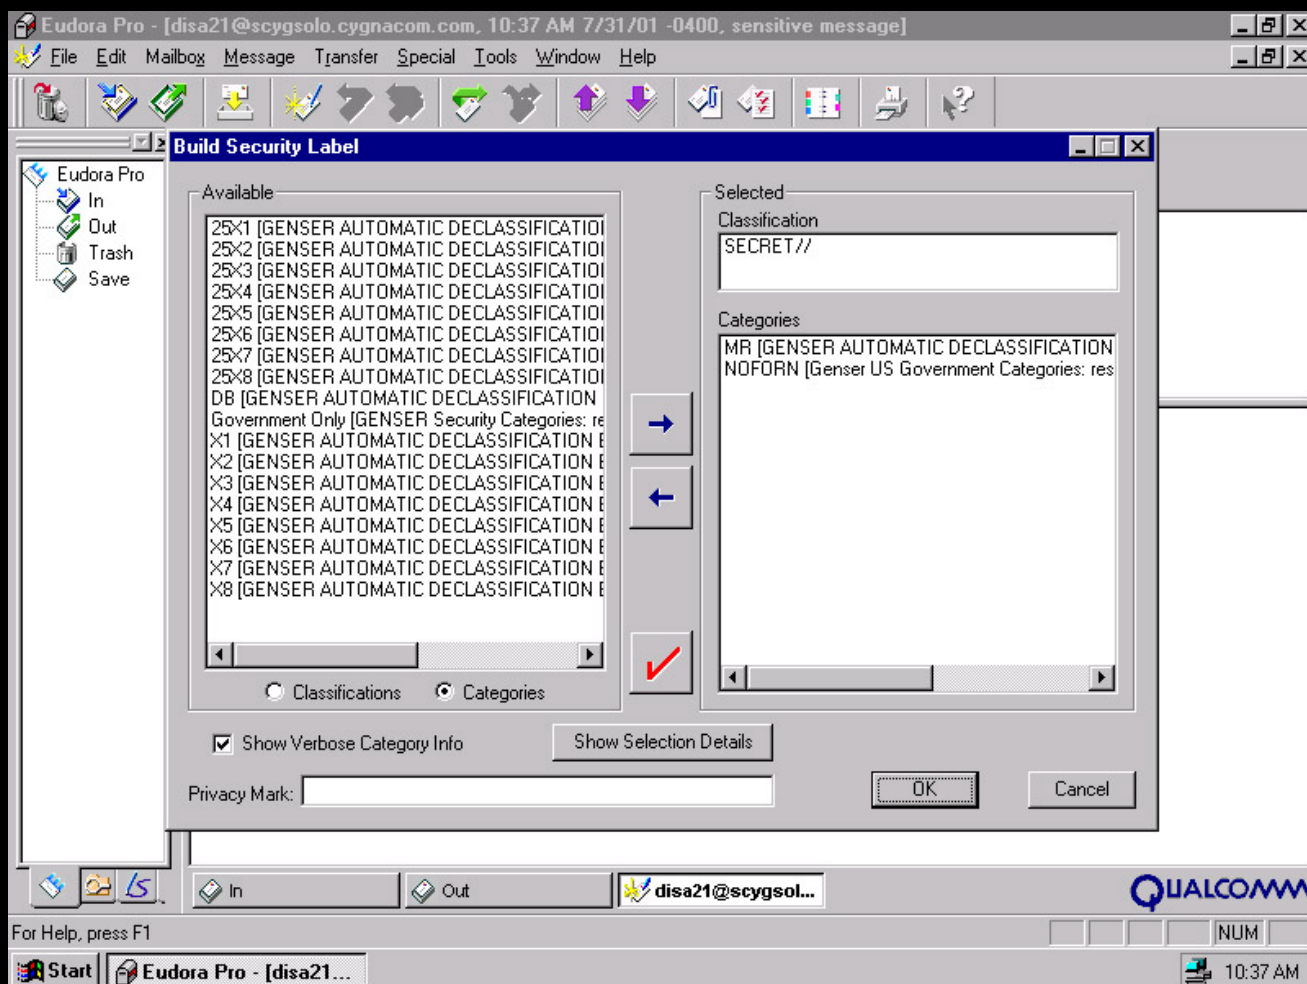 Eudora Pro - [disa21@scygsolo.cygnacom.com, 10:37 AM 7/31/01 -0400, sensitive message]
File Edit Mailbox Message Transfer Special Tools Window Help
Build Security Label
Eudora Pro
In
Out
Trash
Save
Available
25X1 [GENSER AUTOMATIC DECLASSIFICATIO
25X2 [GENSER AUTOMATIC DECLASSIFICATIO
25X3 [GENSER AUTOMATIC DECLASSIFICATIO
25X4 [GENSER AUTOMATIC DECLASSIFICATIO
25X5 [GENSER AUTOMATIC DECLASSIFICATIO
25X6 [GENSER AUTOMATIC DECLASSIFICATIO
25X7 [GENSER AUTOMATIC DECLASSIFICATIO
25X8 [GENSER AUTOMATIC DECLASSIFICATIO
DB [GENSER AUTOMATIC DECLASSIFICATION
Government Only [GENSER Security Categories: re
X1 [GENSER AUTOMATIC DECLASSIFICATION E
X2 [GENSER AUTOMATIC DECLASSIFICATION E
X3 [GENSER AUTOMATIC DECLASSIFICATION E
X4 [GENSER AUTOMATIC DECLASSIFICATION E
X5 [GENSER AUTOMATIC DECLASSIFICATION E
X6 [GENSER AUTOMATIC DECLASSIFICATION E
X7 [GENSER AUTOMATIC DECLASSIFICATION E
X8 [GENSER AUTOMATIC DECLASSIFICATION E
Classifications Categories
Selected
Classification
SECRET//
Categories
MR [GENSER AUTOMATIC DECLASSIFICATION
NOFORN [Genser US Government Categories: res
Show Verbose Category Info Show Selection Details
Privacy Mark: OK Cancel
In Out disa21@scygsol... QUALCOMM
For Help, press F1 NUM
Start Eudora Pro - [disa21... 10:37 AM